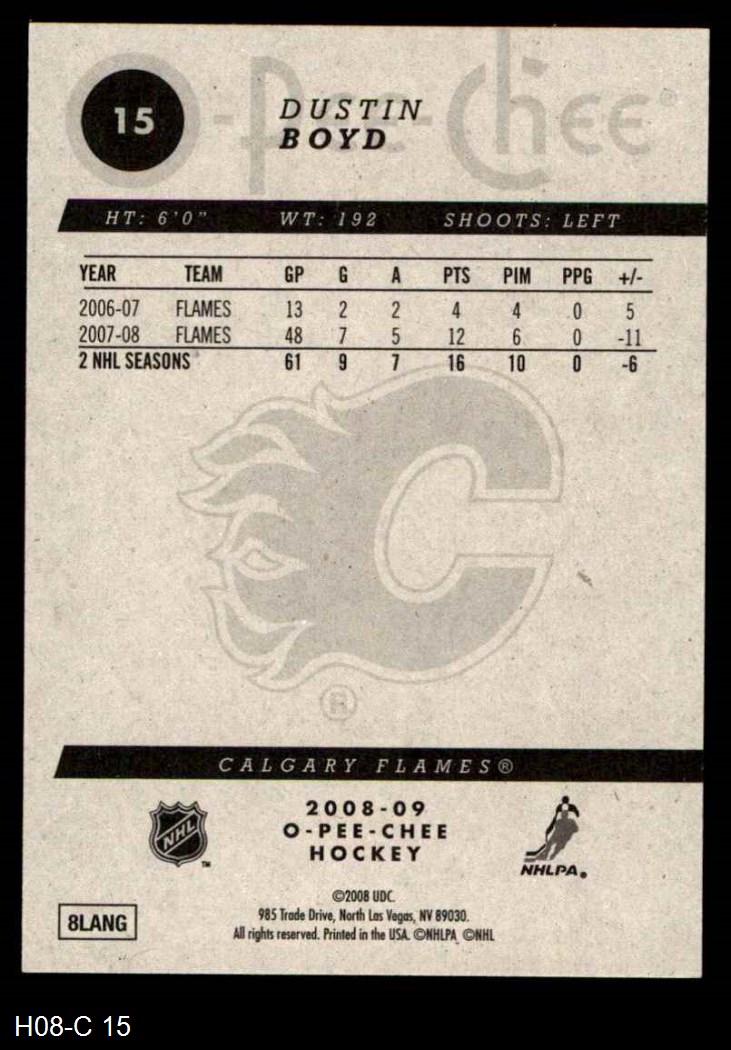 O-Pee-Chee®
15
DUSTIN
BOYD
HT: 6'0" WT: 192 SHOOTS: LEFT
YEAR TEAM GP G A PTS PIM PPG +/-
2006-07 FLAMES 13 2 2 4 4 0 5
2007-08 FLAMES 48 7 5 12 6 0 -11
2 NHL SEASONS 61 9 7 16 10 0 -6
C
®
CALGARY FLAMES®
NHL
™
2008-09
O-PEE-CHEE
HOCKEY
NHLPA®
©2008 UDC.
985 Trade Drive, North Las Vegas, NV 89030.
All rights reserved. Printed in the USA. ©NHLPA ©NHL
8LANG
H08-C 15